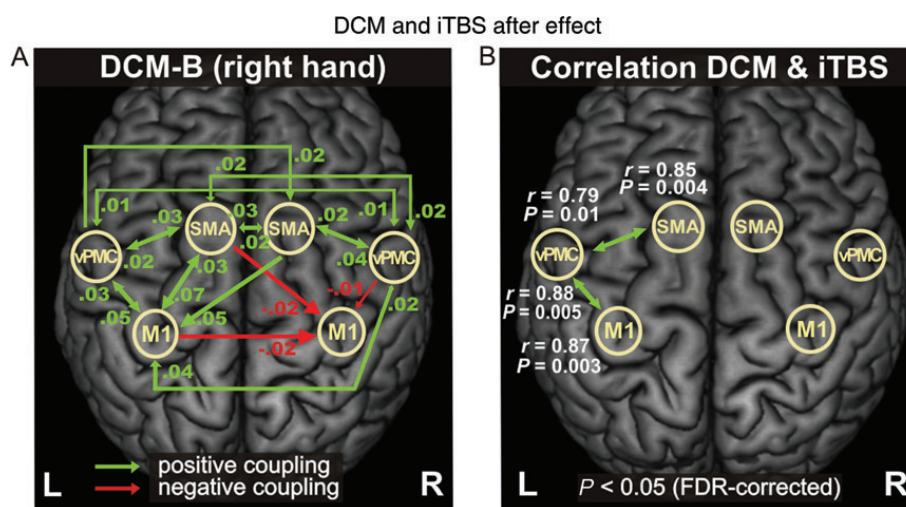 DCM and iTBS after effect
A
DCM-B (right hand)
.02
.02
.01
.03
.03
.02
.01
.02
SMA
SMA
vPMC
.02
.02
.04
vPMC
.03
.03
.07
-.01
.02
.05
.05
-.02
M1
-.02
M1
.04
positive coupling
negative coupling
L
R
B
Correlation DCM & iTBS
r = 0.85
P = 0.004
r = 0.79
P = 0.01
SMA
SMA
vPMC
vPMC
r = 0.88
P = 0.005
M1
M1
r = 0.87
P = 0.003
L
P < 0.05 (FDR-corrected)
R